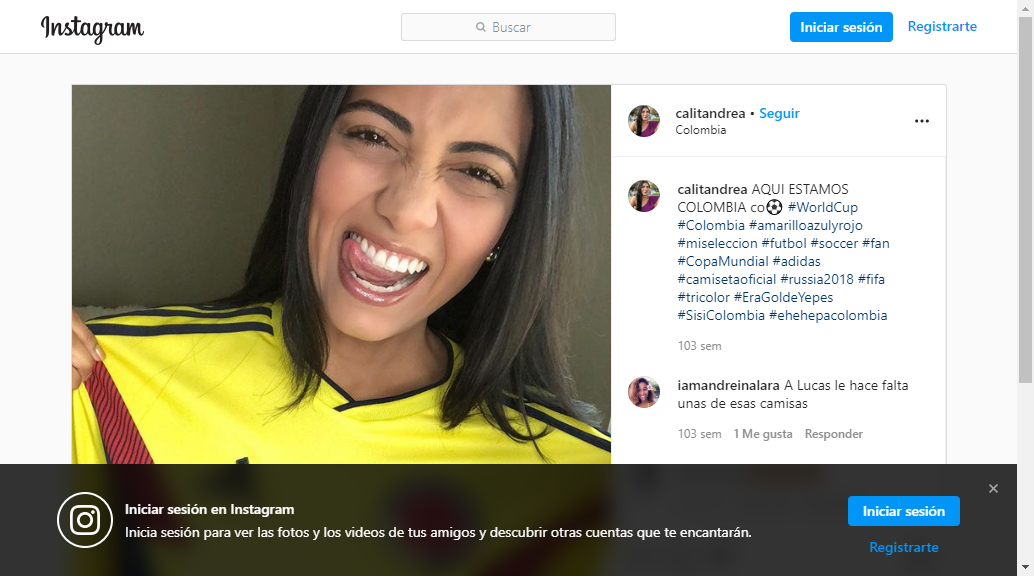 Instagram
Buscar
Iniciar sesión
Registrarte
calitandrea • Seguir
Colombia
calitandrea AQUI ESTAMOS
COLOMBIA co⚽ #WorldCup
#Colombia #amarilloazulyrojo
#miseleccion #futbol #soccer #fan
#CopaMundial #adidas
#camisetaoficial #russia2018 #fifa
#tricolor #EraGoldeYepes
#SisiColombia #ehehepacolombia
103 sem
iamandreinalara A Lucas le hace falta
unas de esas camisas
103 sem 1 Me gusta Responder
Iniciar sesión en Instagram
Inicia sesión para ver las fotos y los videos de tus amigos y descubrir otras cuentas que te encantarán.
Iniciar sesión
Registrarte